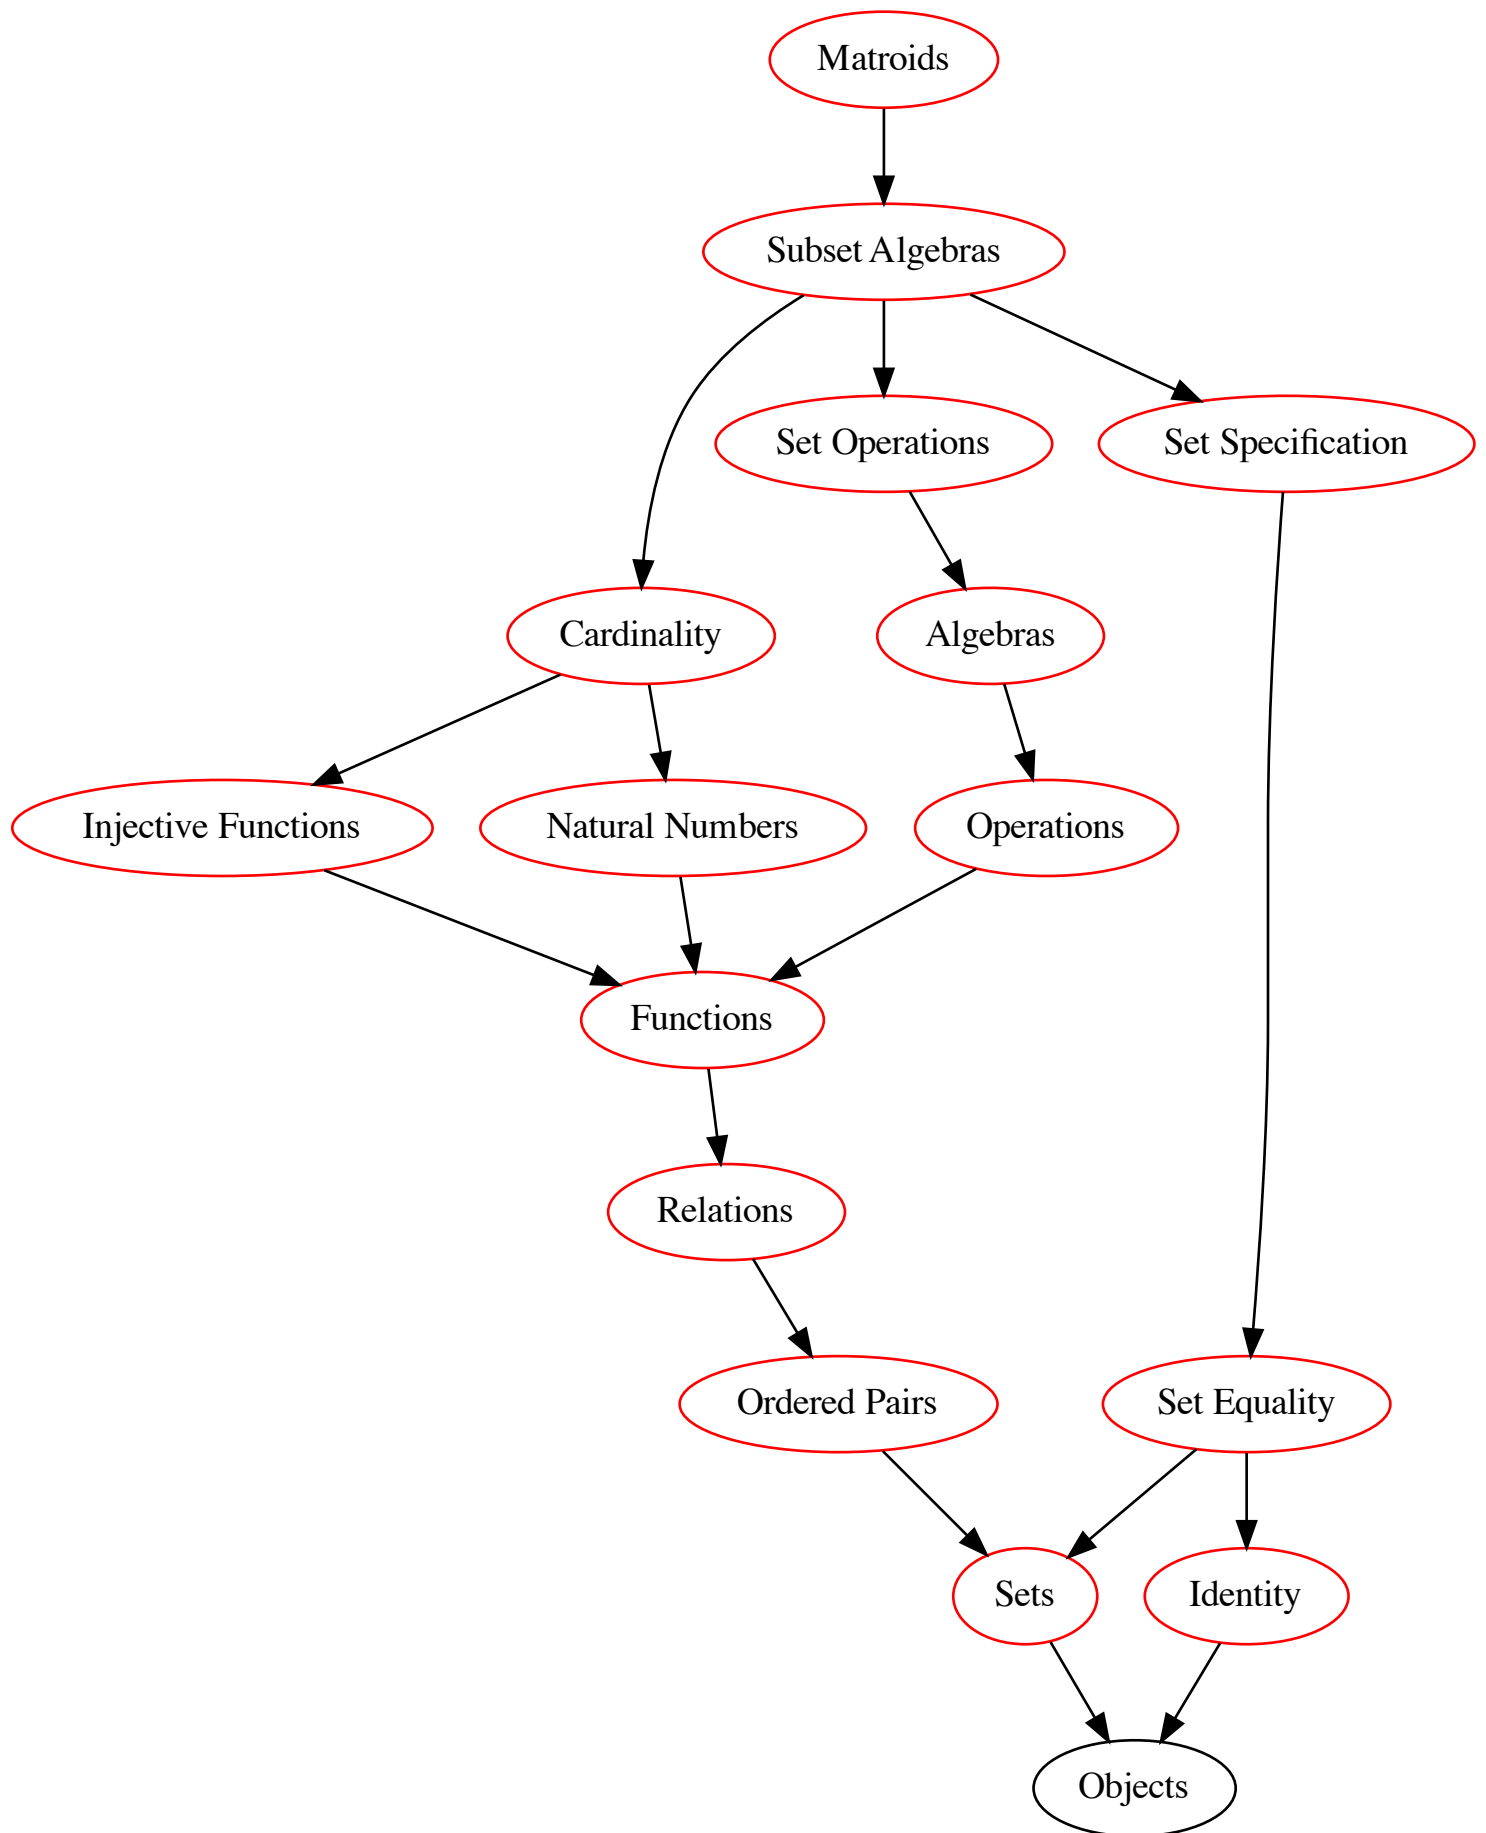 Matroids
Subset Algebras
Set Operations
Set Specification
Cardinality
Algebras
Injective Functions
Natural Numbers
Operations
Functions
Relations
Ordered Pairs
Set Equality
Sets
Identity
Objects